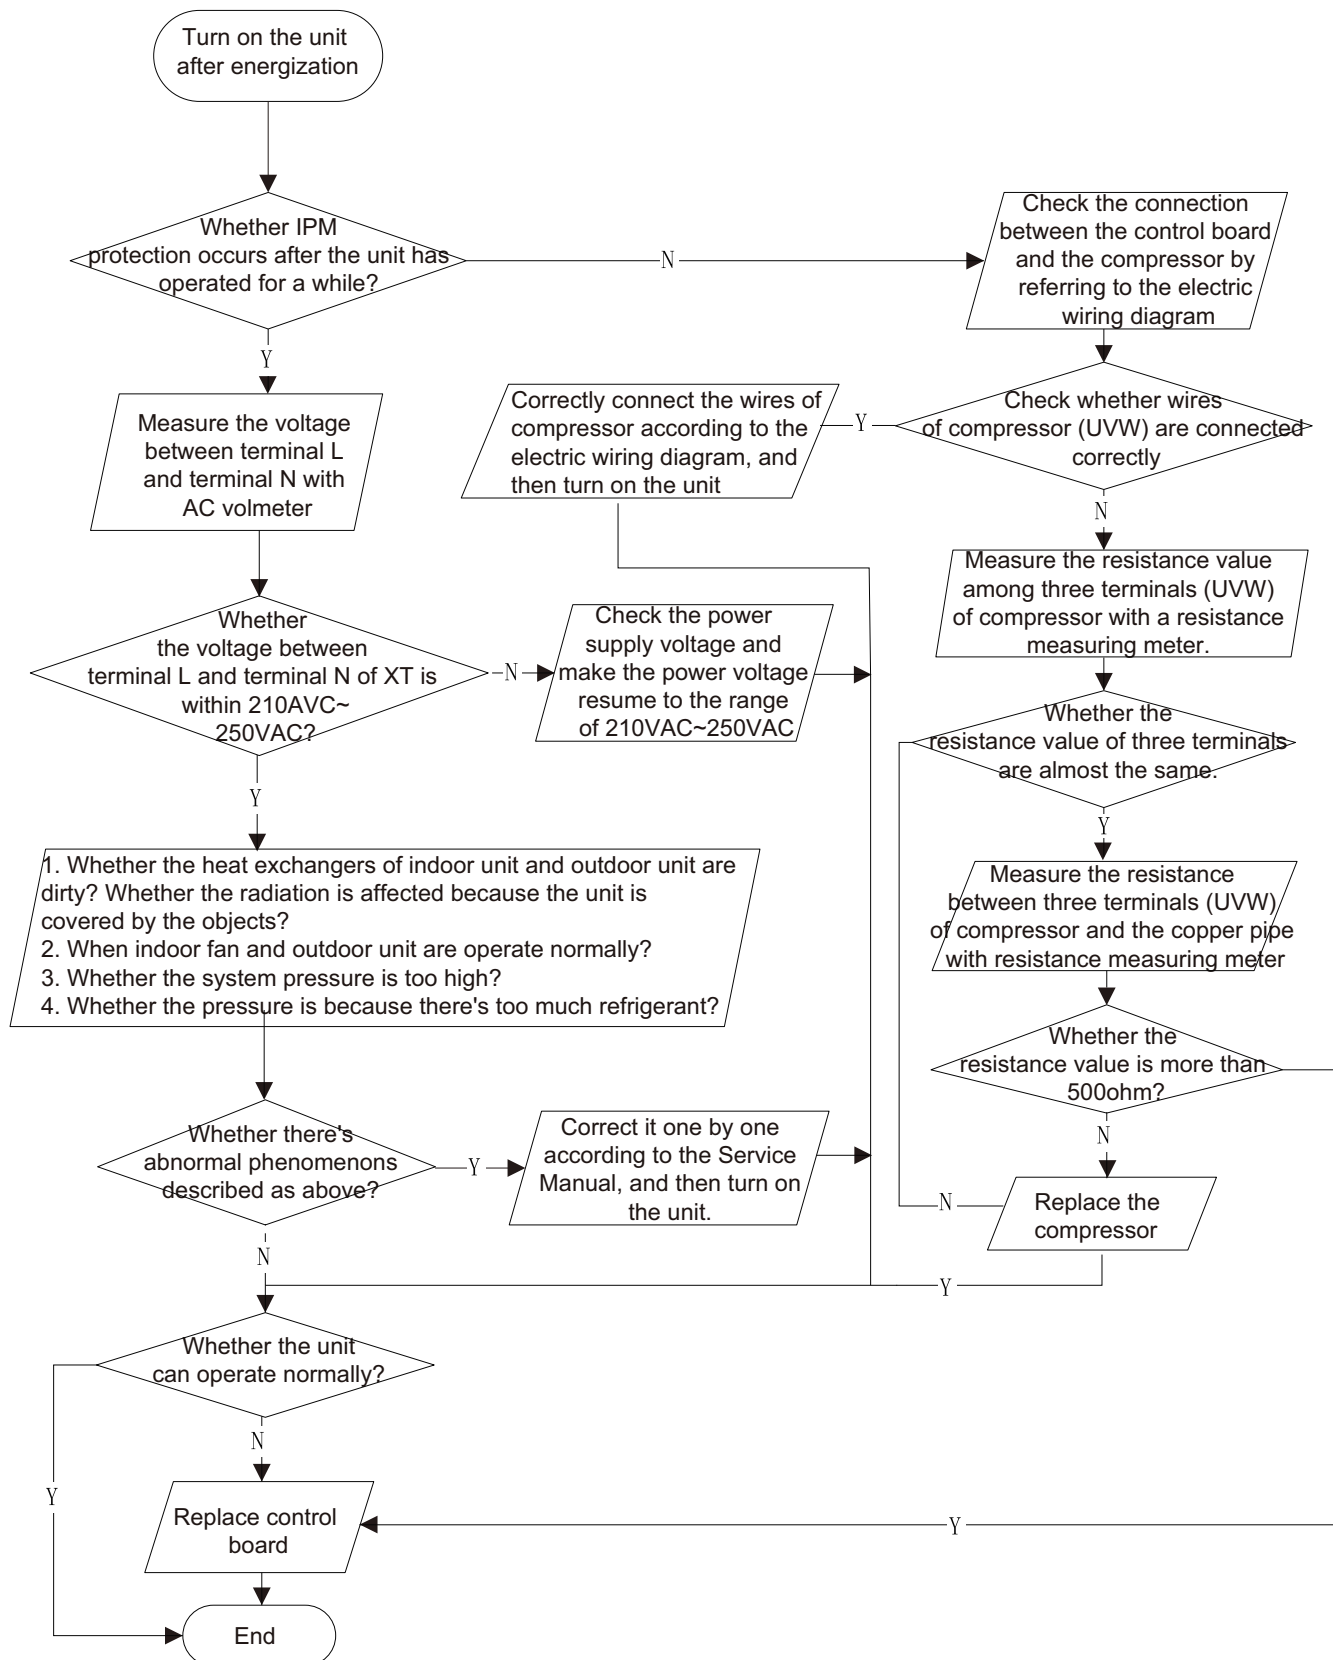 Turn on the unit
after energization
Whether IPM
protection occurs after the unit has
operated for a while?
N
Check the connection
between the control board
and the compressor by
referring to the electric
wiring diagram
Y
Measure the voltage
between terminal L
and terminal N with
AC volmeter
Correctly connect the wires of
compressor according to the
electric wiring diagram, and
then turn on the unit
Y
Check whether wires
of compressor (UVW) are connected
correctly
N
Measure the resistance value
among three terminals (UVW)
of compressor with a resistance
measuring meter.
Whether
the voltage between
terminal L and terminal N of XT is
within 210AVC~
250VAC?
N
Check the power
supply voltage and
make the power voltage
resume to the range
of 210VAC~250VAC
Whether the
resistance value of three terminals
are almost the same.
Y
Y
1. Whether the heat exchangers of indoor unit and outdoor unit are
dirty? Whether the radiation is affected because the unit is
covered by the objects?
2. When indoor fan and outdoor unit are operate normally?
3. Whether the system pressure is too high?
4. Whether the pressure is because there's too much refrigerant?
Measure the resistance
between three terminals (UVW)
of compressor and the copper pipe
with resistance measuring meter
Whether the
resistance value is more than
500ohm?
N
Whether there's
abnormal phenomenons
described as above?
Y
Correct it one by one
according to the Service
Manual, and then turn on
the unit.
N
Replace the
compressor
N
Y
Whether the unit
can operate normally?
N
Y
Replace control
board
Y
End